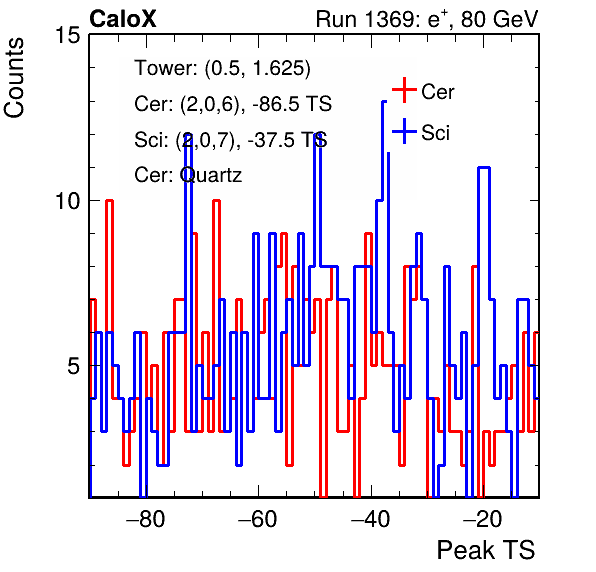 CaloX Run 1369: e+, 80 GeV
Counts
15
10
5
Tower: (0.5, 1.625)
Cer: (2,0,6), -86.5 TS
Sci: (2,0,7), -37.5 TS
Cer: Quartz
Cer
Sci
−80 −60 −40 −20
Peak TS